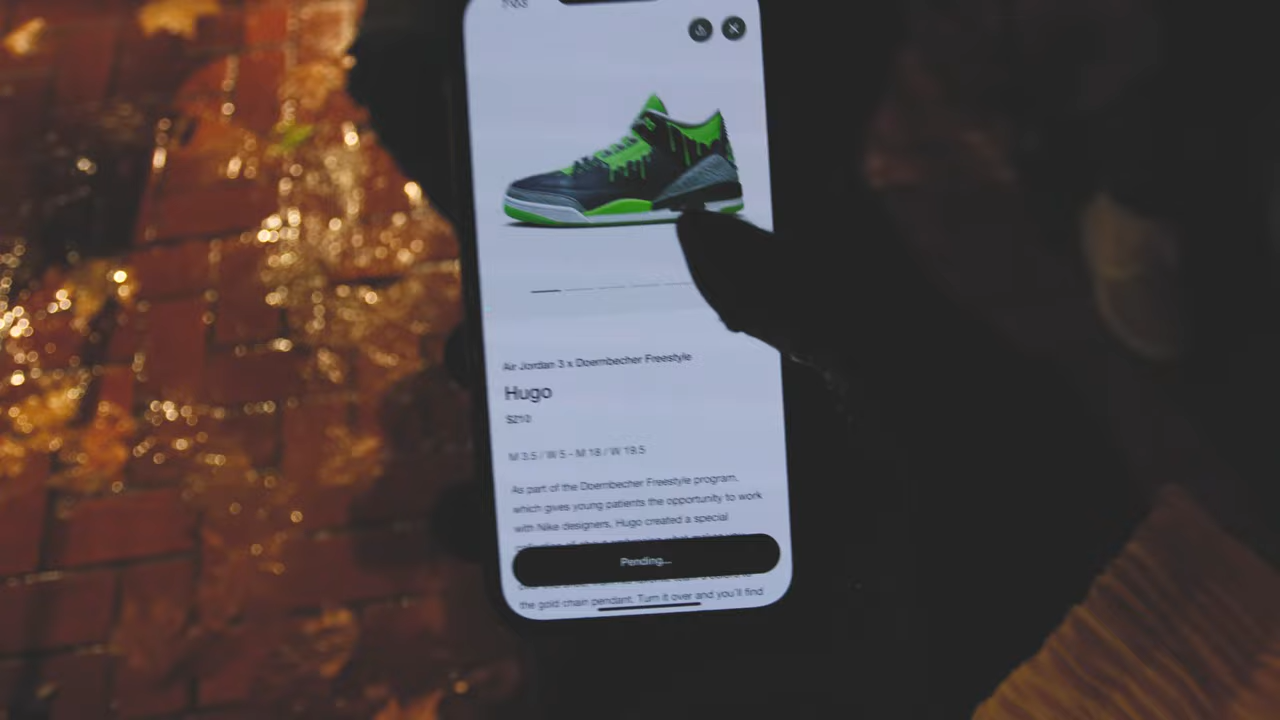 Air Jordan 3 x Doernbecher Freestyle
Hugo
$210
M 3.5 / W 5 - M 18 / W 19.5
As part of the Doernbecher Freestyle program,
which gives young patients the opportunity to work
with Nike designers, Hugo created a special
Pending...
the gold chain pendant. Turn it over and you'll find